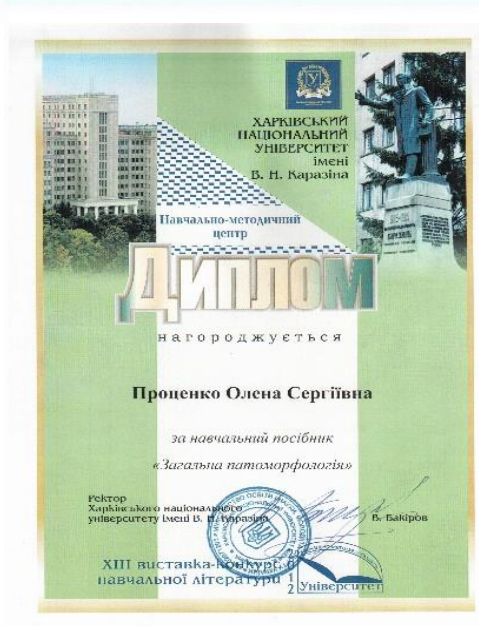 ХАРКІВСЬКИЙ
НАЦІОНАЛЬНИЙ
УНІВЕРСИТЕТ
імені
В. Н. Каразіна
Навчально-методичний
центр
Диплом
нагороджується
Проценко Олена Сергіївна
за навчальний посібник
«Загальна патоморфологія»
Ректор
Харківського національного
університету імені В. Н. Каразіна
В. Бакіров
XIII виставка-конкурс
навчальної літератури
2012
Університет